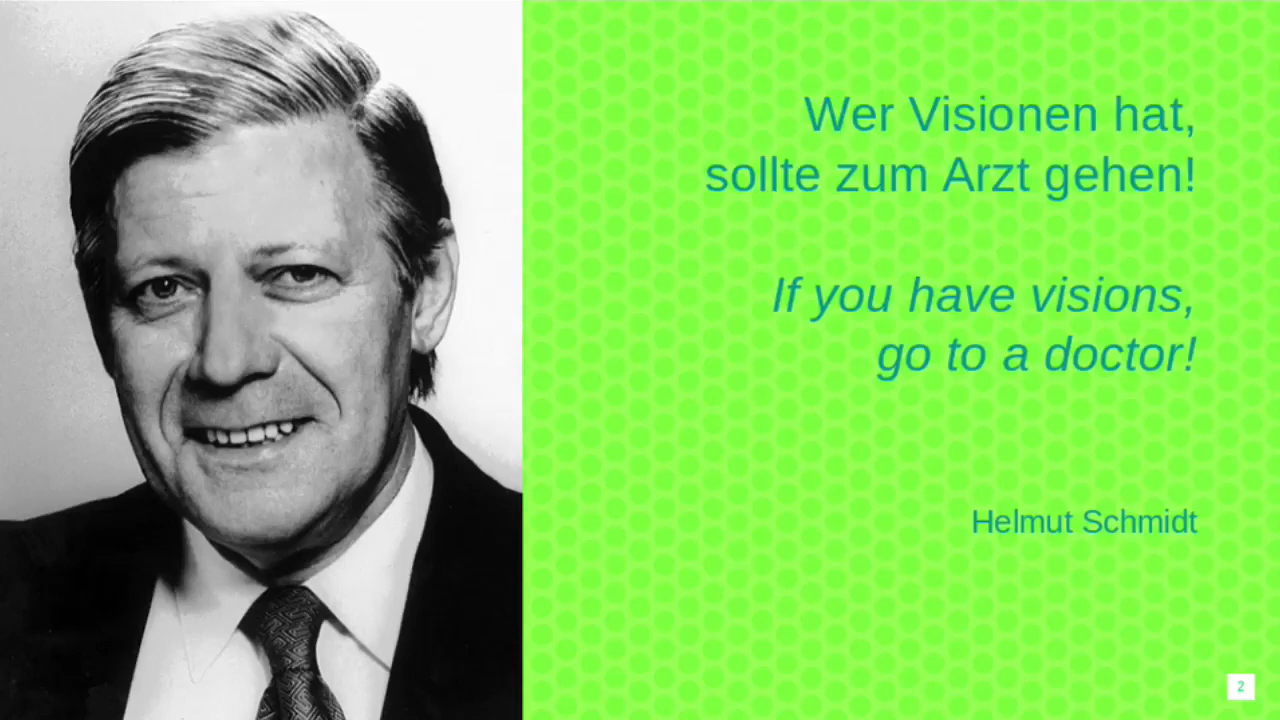 Wer Visionen hat,
sollte zum Arzt gehen!
If you have visions,
go to a doctor!
Helmut Schmidt
2